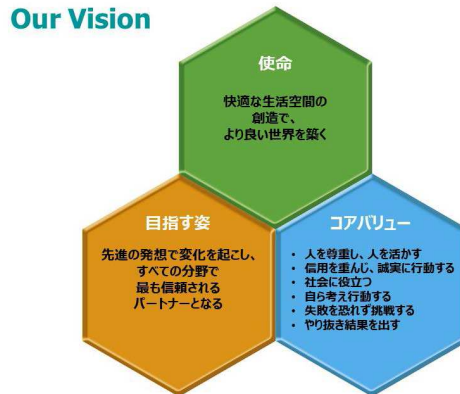 Our Vision
使命
快適な生活空間の
創造で、
より良い世界を築く
目指す姿
先進の発想で変化を起こし、
すべての分野で
最も信頼される
パートナーとなる
コアバリュー
• 人を尊重し、人を活かす
• 信用を重んじ、誠実に行動する
• 社会に役立つ
• 自ら考え行動する
• 失敗を恐れず挑戦する
• やり抜き結果を出す